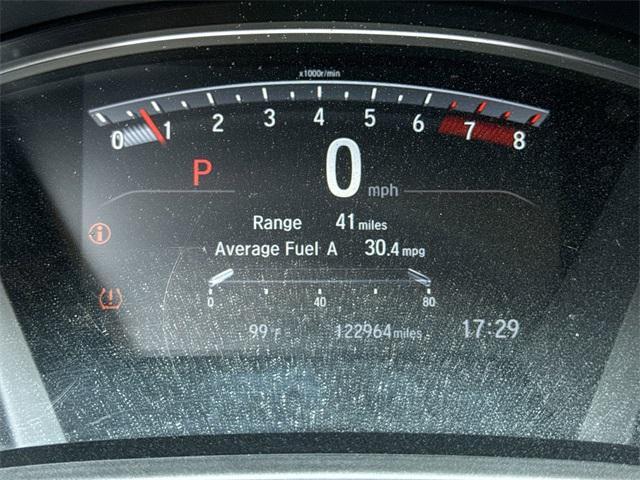 x1000r/min
0 1 2 3 4 5 6 7 8
P 0 mph
Range 41 miles
Average Fuel A 30.4 mpg
0 40 80
99°F 122964 miles 17:29